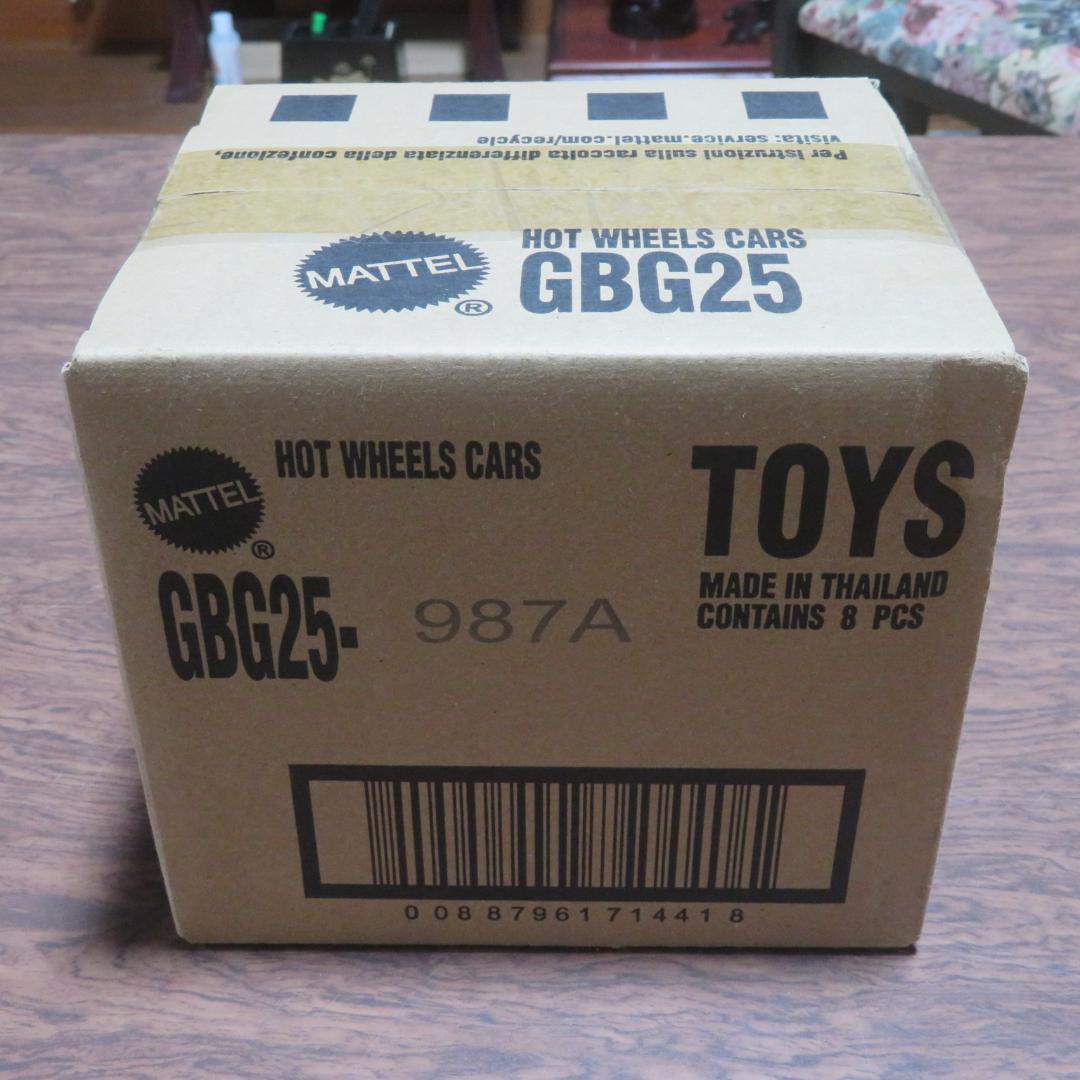 Per istruzioni sulla raccolta differenziata della confezione,
visita: service.mattel.com/recycle
MATTEL ®
HOT WHEELS CARS
GBG25
MATTEL ®
HOT WHEELS CARS
GBG25- 987A
TOYS
MADE IN THAILAND
CONTAINS 8 PCS
0 08 87961 71441 8